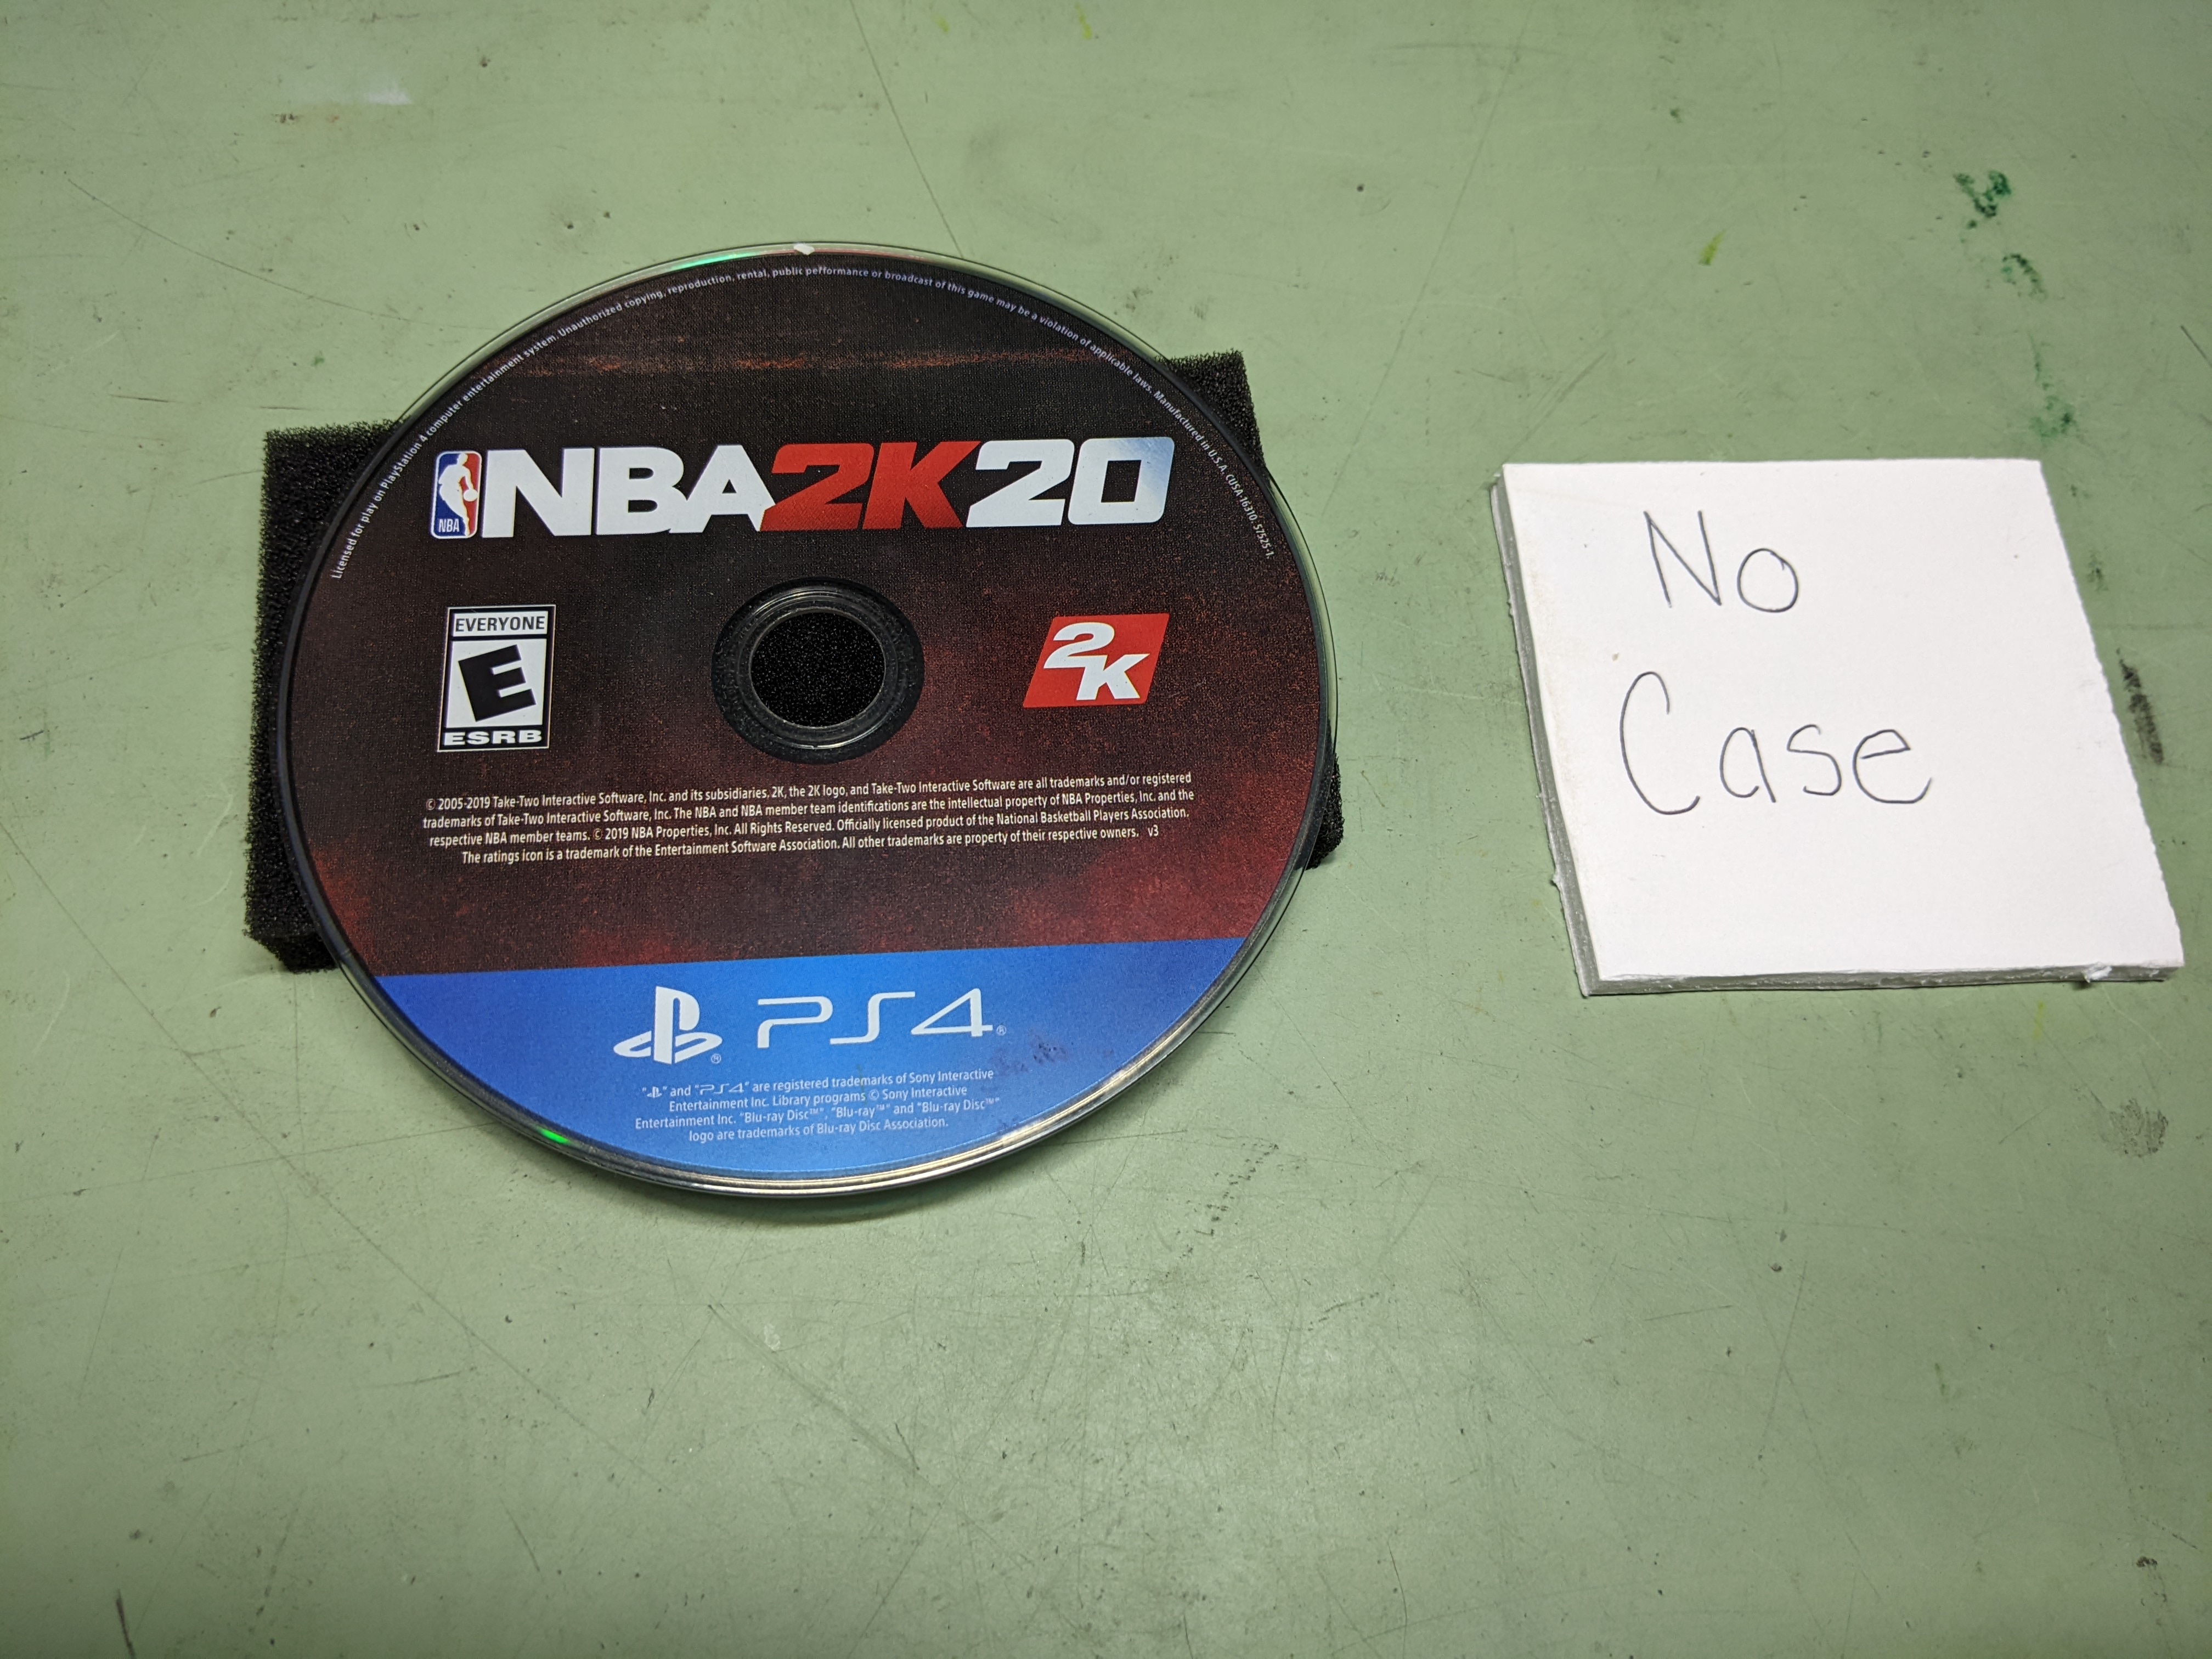 Licensed for play on PlayStation 4 computer entertainment system. Unauthorized copying, reproduction, rental, public performance or broadcast of this game may be a violation of applicable laws. Manufactured in U.S.A. CUSA-16310. 57525-1.
NBA NBA2K20
EVERYONE
E
ESRB
2K
© 2005-2019 Take-Two Interactive Software, Inc. and its subsidiaries. 2K, the 2K logo, and Take-Two Interactive Software are all trademarks and/or registered
trademarks of Take-Two Interactive Software, Inc. The NBA and NBA member team identifications are the intellectual property of NBA Properties, Inc. and the
respective NBA member teams. © 2019 NBA Properties, Inc. All Rights Reserved. Officially licensed product of the National Basketball Players Association.
The ratings icon is a trademark of the Entertainment Software Association. All other trademarks are property of their respective owners. v3
® PS4®
" " and "PS4" are registered trademarks of Sony Interactive
Entertainment Inc. Library programs © Sony Interactive
Entertainment Inc. "Blu-ray Disc™", "Blu-ray™" and "Blu-ray Disc™"
logo are trademarks of Blu-ray Disc Association.
No
Case